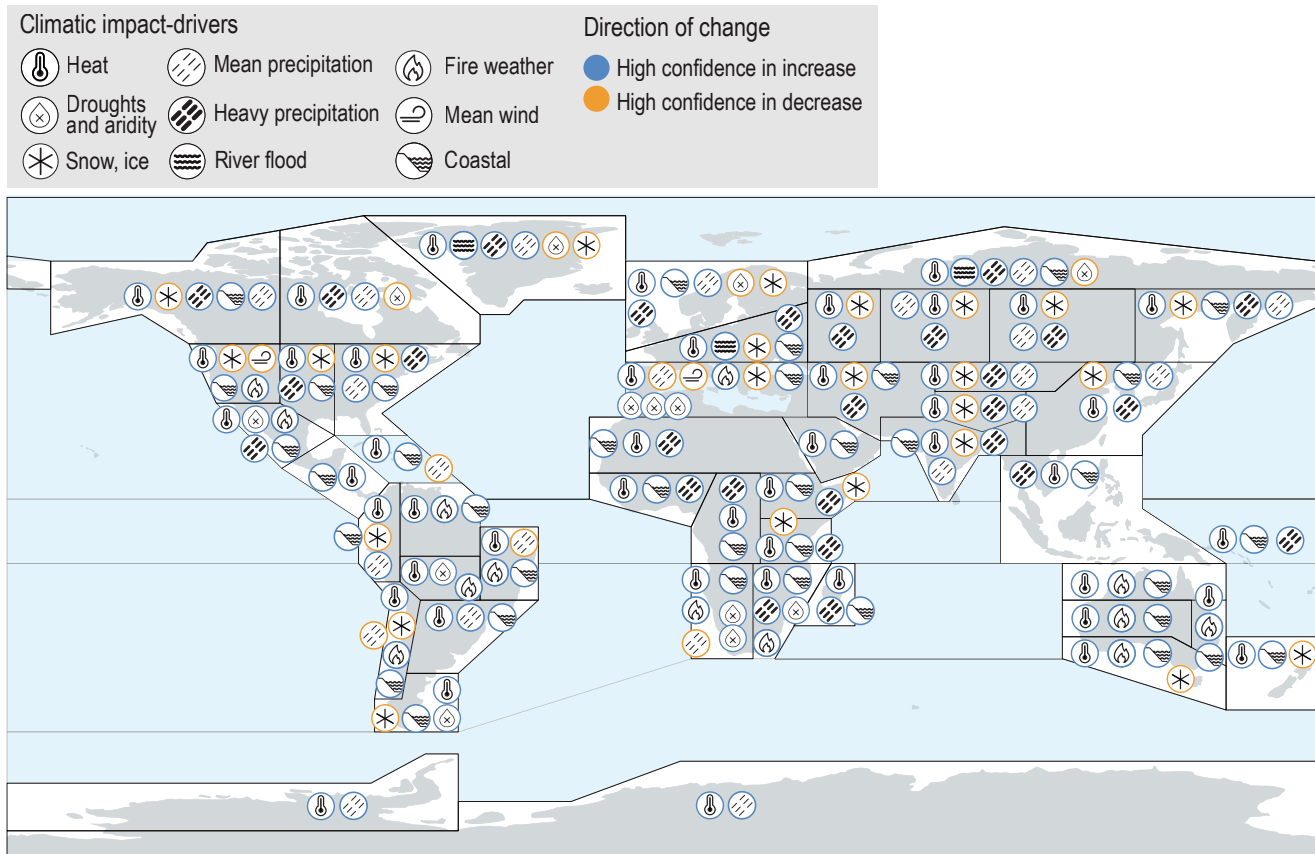 Climatic impact-drivers
Direction of change
Heat
Mean precipitation
Fire weather
High confidence in increase
High confidence in decrease
Droughts
and aridity
Heavy precipitation
Mean wind
Snow, ice
River flood
Coastal